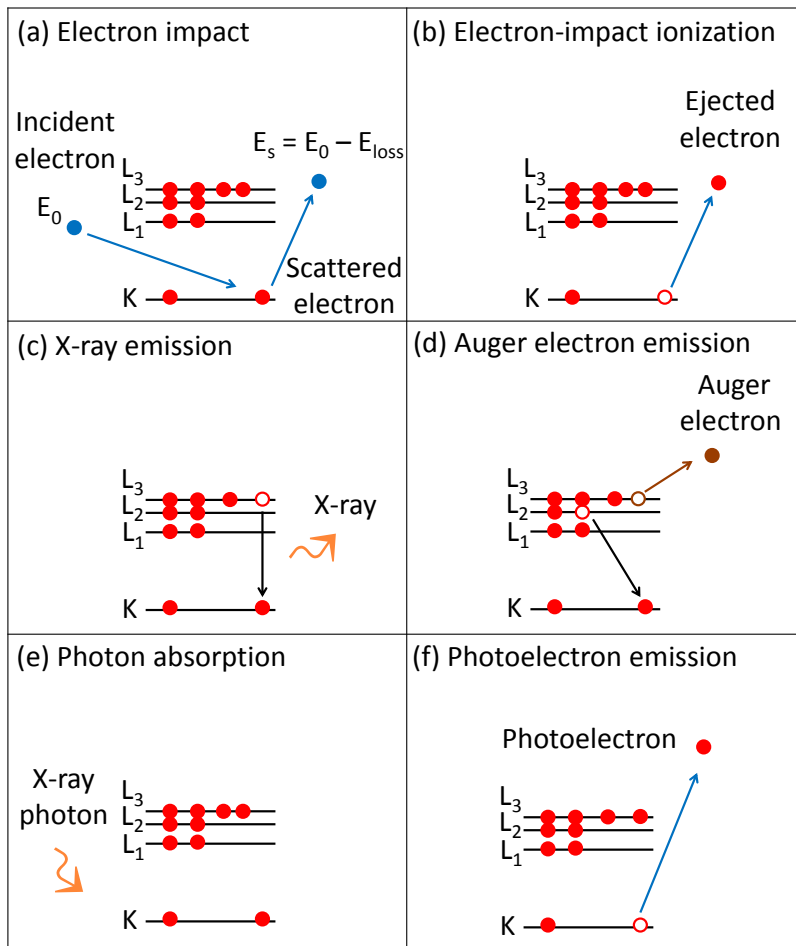 (a) Electron impact
Incident
electron
E₀
Eₛ = E₀ – Eₗₒₛₛ
L₃
L₂
L₁
K
Scattered
electron
(b) Electron-impact ionization
Ejected
electron
L₃
L₂
L₁
K
(c) X-ray emission
L₃
L₂
L₁
X-ray
K
(d) Auger electron emission
Auger
electron
L₃
L₂
L₁
K
(e) Photon absorption
X-ray
photon
L₃
L₂
L₁
K
(f) Photoelectron emission
Photoelectron
L₃
L₂
L₁
K